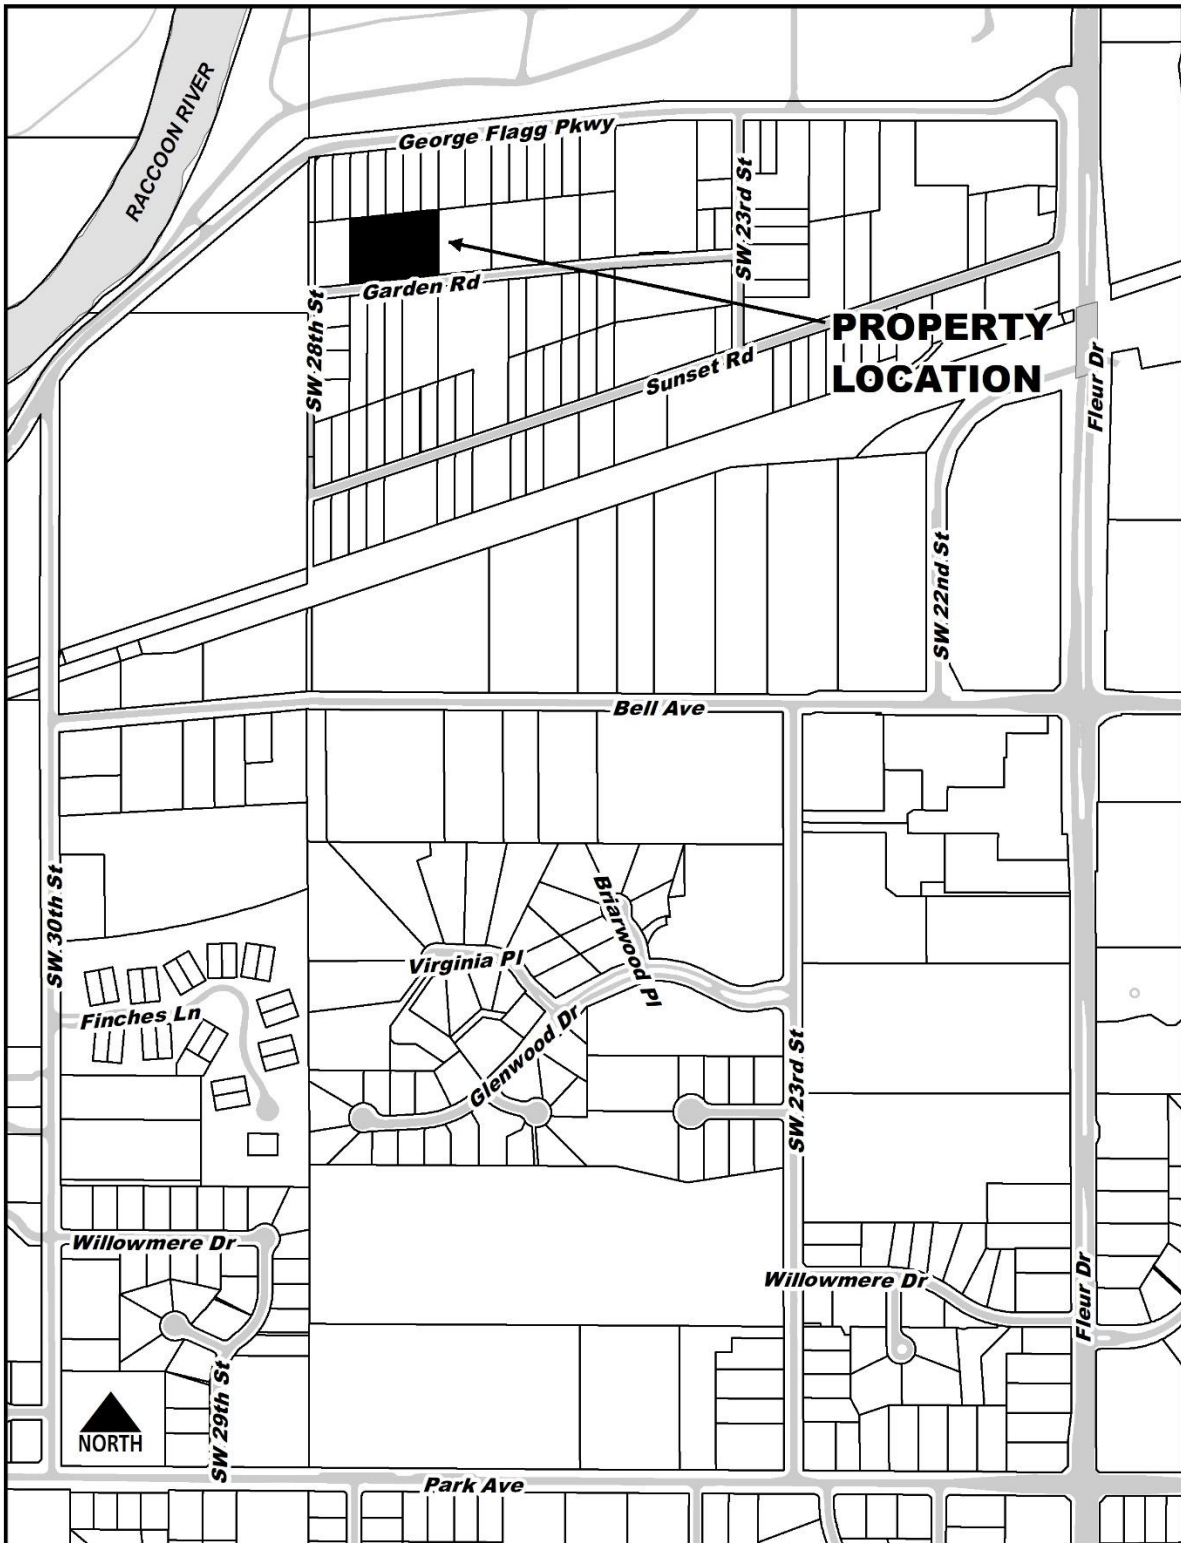 RACCOON RIVER
George Flagg Pkwy
SW 23rd St
Garden Rd
SW 28th St
PROPERTY
LOCATION
Sunset Rd
Fleur Dr
SW 22nd St
Bell Ave
SW 30th St
Briarwood Pl
Virginia Pl
Finches Ln
Glenwood Dr
SW 23rd St
Willowmere Dr
Willowmere Dr
Fleur Dr
SW 29th St
NORTH
Park Ave